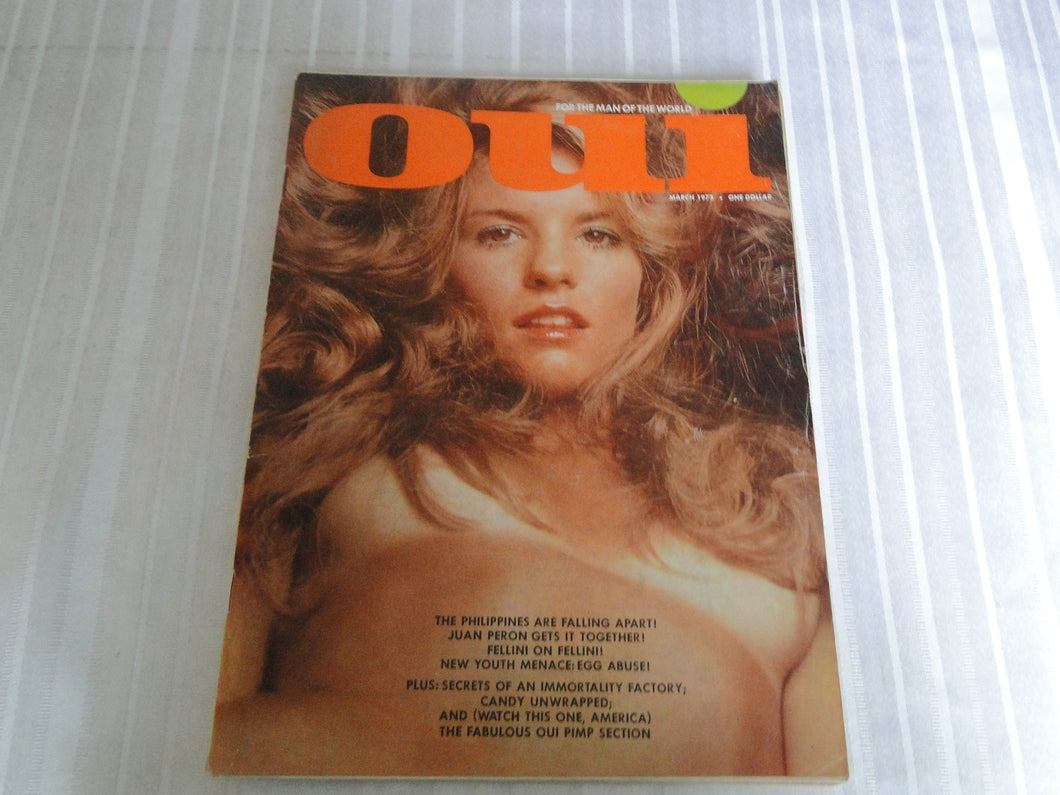 FOR THE MAN OF THE WORLD
OUI
MARCH 1973 • ONE DOLLAR
THE PHILIPPINES ARE FALLING APART!
JUAN PERON GETS IT TOGETHER!
FELLINI ON FELLINI!
NEW YOUTH MENACE: EGG ABUSE!
PLUS: SECRETS OF AN IMMORTALITY FACTORY;
CANDY UNWRAPPED;
AND (WATCH THIS ONE, AMERICA)
THE FABULOUS OUI PIMP SECTION